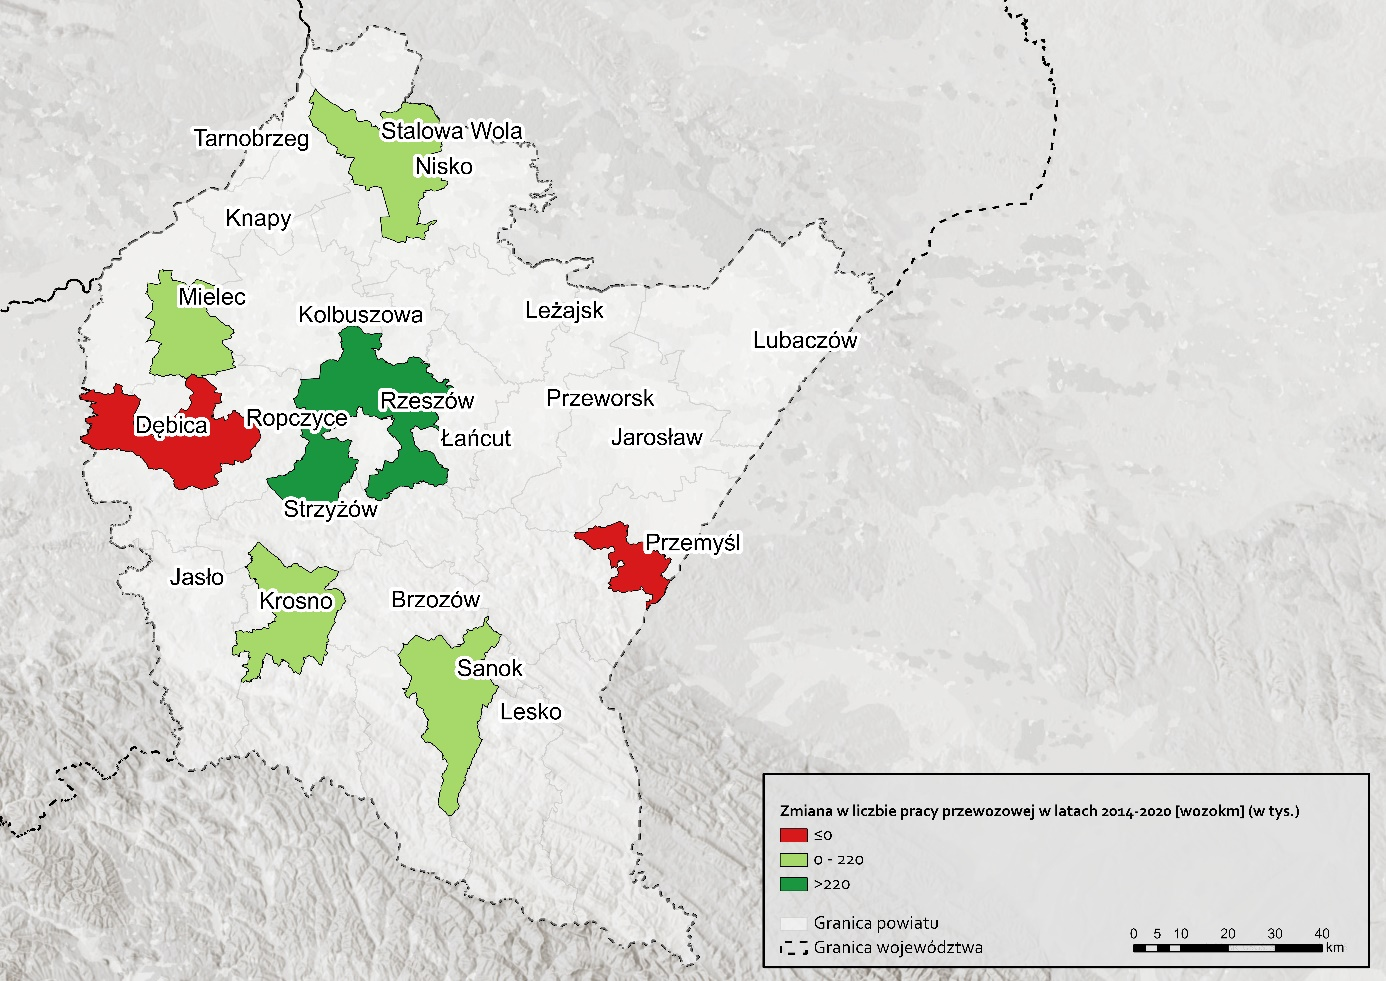 Tarnobrzeg
Stalowa Wola
Nisko
Knapy
Mielec
Kolbuszowa
Leżajsk
Lubaczów
Rzeszów
Przeworsk
Ropczyce
Dębica
Łańcut
Jarosław
Strzyżów
Przemyśl
Jasło
Krosno
Brzozów
Sanok
Lesko
Zmiana w liczbie pracy przewozowej w latach 2014-2020 [wozokm] (w tys.)
≤0
0 - 220
>220
Granica powiatu
Granica województwa
0 5 10 20 30 40
km